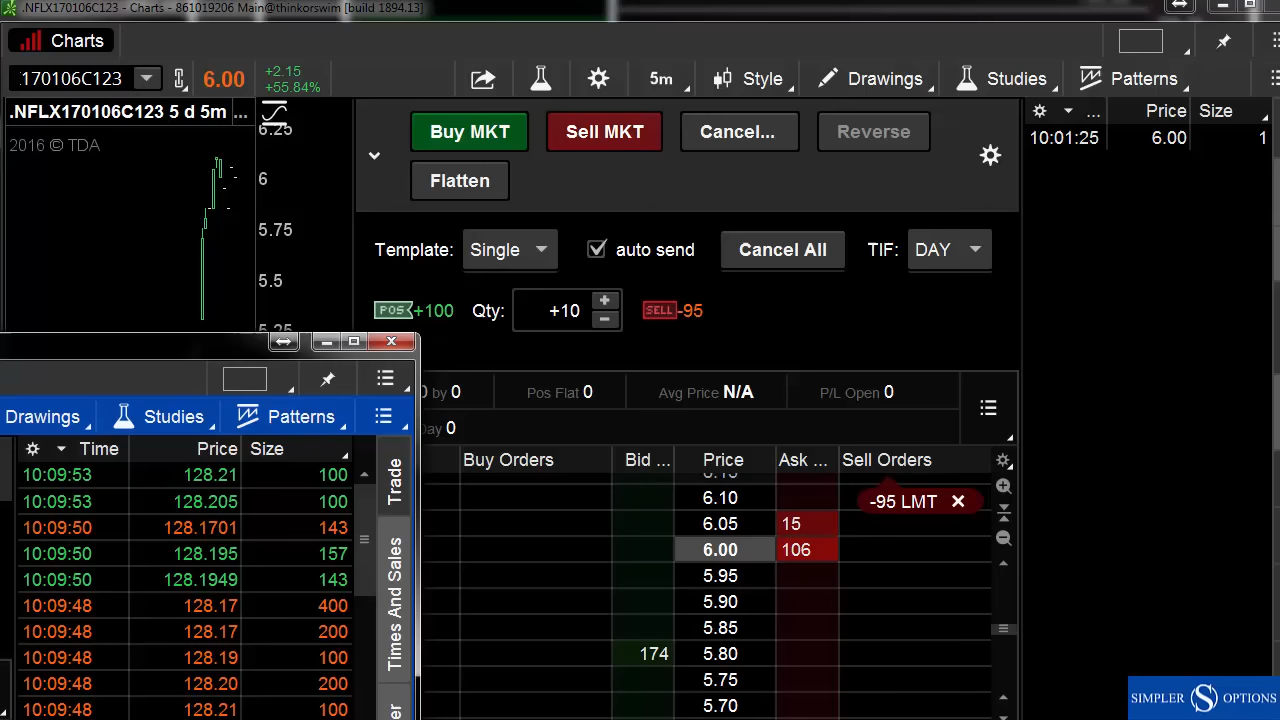 .NFLX170106C123 - Charts - 861019206 Main@thinkorswim [build 1894.13]
Charts
170106C123 6.00 +2.15 +55.84% 5m Style Drawings Studies Patterns
.NFLX170106C123 5 d 5m ...
2016 © TDA
6.25
6
5.75
5.5
5.25
Buy MKT Sell MKT Cancel... Reverse
Flatten
Template: Single auto send Cancel All TIF: DAY
POS +100 Qty: +10 SELL -95
... Price Size
10:01:25 6.00 1
0 by 0 Pos Flat 0 Avg Price N/A P/L Open 0
Day 0
Buy Orders Bid ... Price Ask ... Sell Orders
6.15
6.10 -95 LMT
6.05 15
6.00 106
5.95
5.90
5.85
174 5.80
5.75
5.70
Drawings Studies Patterns
Time Price Size
10:09:53 128.21 100
10:09:53 128.205 100
10:09:50 128.1701 143
10:09:50 128.195 157
10:09:50 128.1949 143
10:09:48 128.17 400
10:09:48 128.17 200
10:09:48 128.19 100
10:09:48 128.20 200
10:09:48 128.21 100
Trade
Times And Sales
SIMPLER S OPTIONS